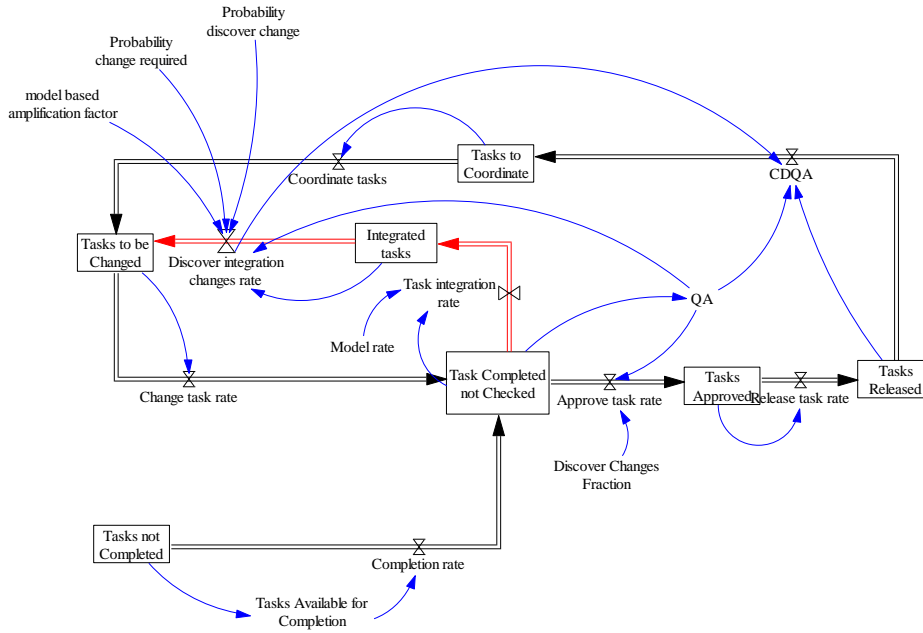 Probability
discover change
Probability
change required
model based
amplification factor
Tasks to
Coordinate
Coordinate tasks
CDQA
Tasks to be
Changed
Integrated
tasks
Discover integration
changes rate
Task integration
rate
QA
Model rate
Change task rate
Task Completed
not Checked
Approve task rate
Tasks
Approved
Release task rate
Tasks
Released
Discover Changes
Fraction
Tasks not
Completed
Completion rate
Tasks Available for
Completion